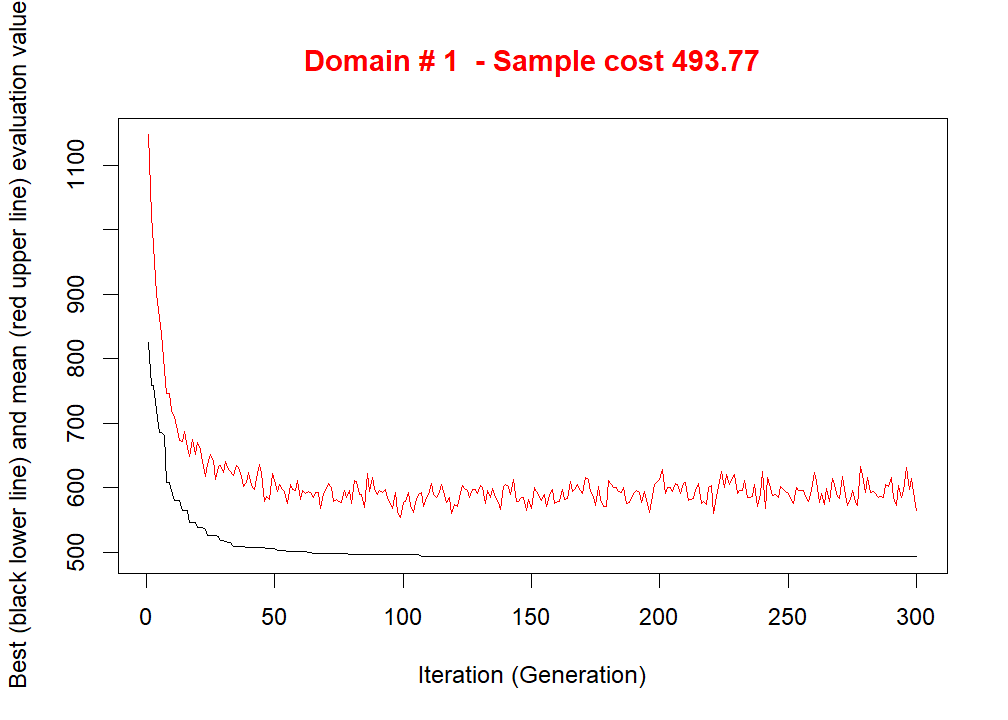 Domain # 1  - Sample cost 493.77
Best (black lower line) and mean (red upper line) evaluation value
1100
900
800
700
600
500
0 50 100 150 200 250 300
Iteration (Generation)